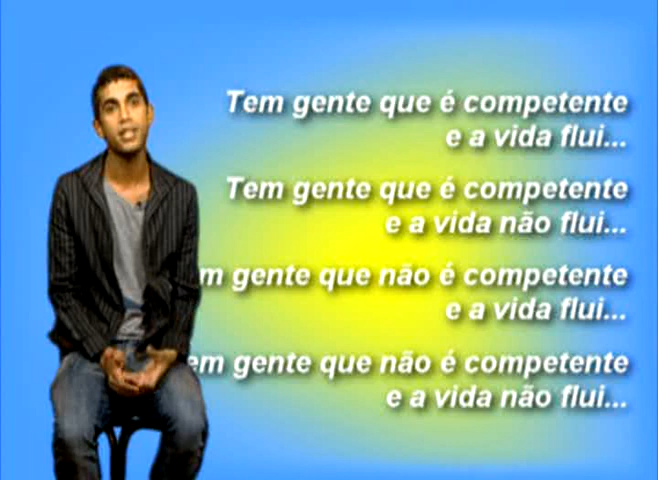 Tem gente que é competente
e a vida flui...
Tem gente que é competente
e a vida não flui...
m gente que não é competente
e a vida flui...
em gente que não é competente
e a vida não flui...